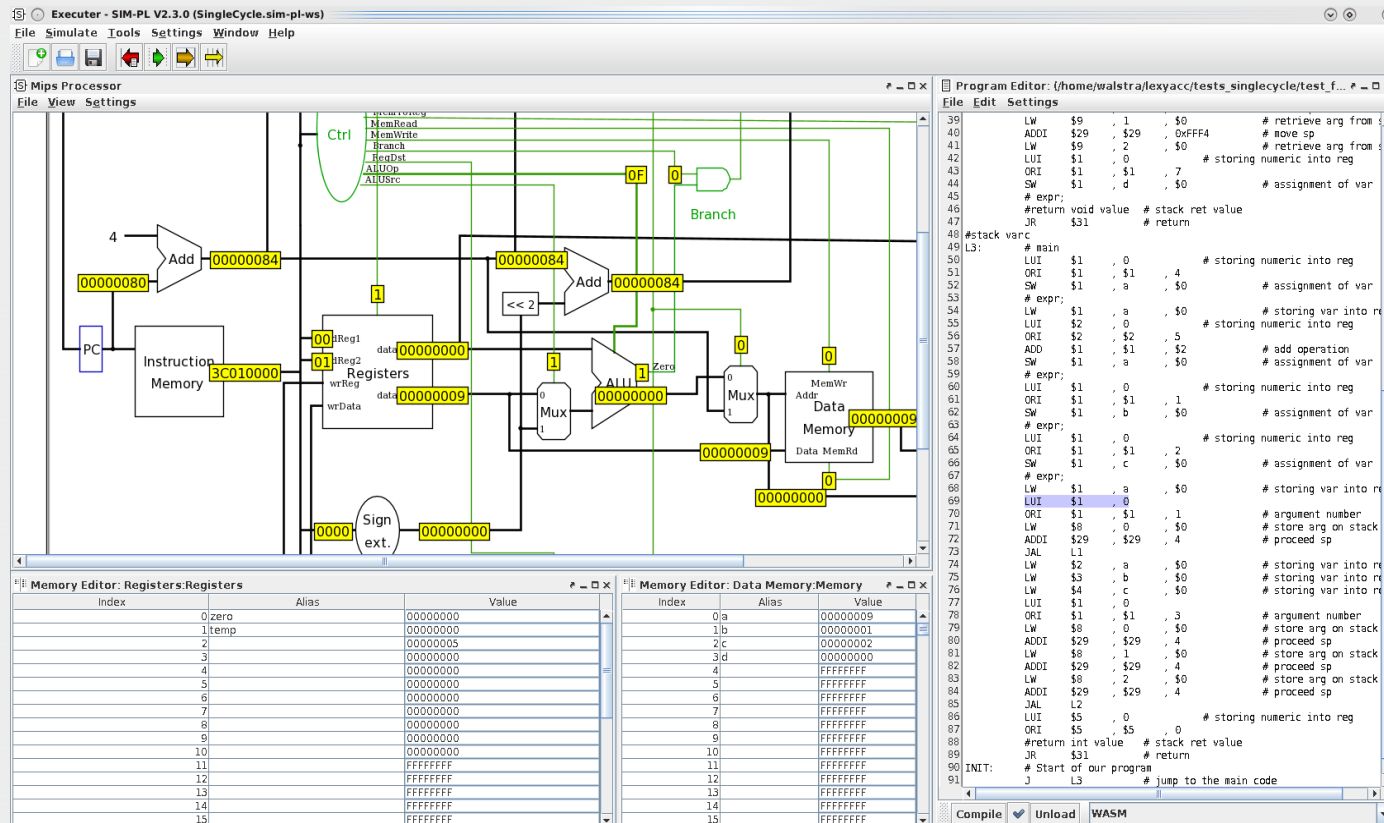 Executer - SIM-PL V2.3.0 (SingleCycle.sim-pl-ws)
File Simulate Tools Settings Window Help
Mips Processor
File View Settings
Ctrl
MemRead
MemWrite
Branch
RegDst
ALUOp
ALUSrc
0F
0
Branch
4
Add
00000084
00000084
00000080
Add
00000084
<< 2
1
PC
Instruction
Memory
3C010000
00
dReg1
01
dReg2
wrReg
wrData
Registers
data
00000000
data
00000009
1
0
Mux
1
ALU
1
Zero
00000000
0
0
Mux
1
0
MemWr
Addr
Data
Memory
Data MemRd
00000009
00000009
0
00000000
0000
Sign
ext.
00000000
Memory Editor: Registers:Registers
Index Alias Value
0 zero 00000000
1 temp 00000000
2 00000005
3 00000000
4 00000000
5 00000000
6 00000000
7 00000000
8 00000000
9 00000000
10 00000000
11 FFFFFFFF
12 FFFFFFFF
13 FFFFFFFF
14 FFFFFFFF
15 FFFFFFFF
Memory Editor: Data Memory:Memory
Index Alias Value
0 a 00000009
1 b 00000001
2 c 00000002
3 d 00000000
4 FFFFFFFF
5 FFFFFFFF
6 FFFFFFFF
7 FFFFFFFF
8 FFFFFFFF
9 FFFFFFFF
10 FFFFFFFF
11 FFFFFFFF
12 FFFFFFFF
13 FFFFFFFF
14 FFFFFFFF
15 FFFFFFFF
Program Editor: {/home/walstra/lexyacc/tests_singlecycle/test_f...
File Edit Settings
39 LW $9 , 1 , $0 # retrieve arg from s
40 ADDI $29 , $29 , 0xFFF4 # move sp
41 LW $9 , 2 , $0 # retrieve arg from s
42 LUI $1 , 0 # storing numeric into reg
43 ORI $1 , $1 , 7
44 SW $1 , d , $0 # assignment of var
45 # expr;
46 #return void value # stack ret value
47 JR $31 # return
48 #stack varc
49 L3: # main
50 LUI $1 , 0 # storing numeric into reg
51 ORI $1 , $1 , 4
52 SW $1 , a , $0 # assignment of var
53 # expr;
54 LW $1 , a , $0 # storing var into re
55 LUI $2 , 0 # storing numeric into reg
56 ORI $2 , $2 , 5
57 ADD $1 , $1 , $2 # add operation
58 SW $1 , a , $0 # assignment of var
59 # expr;
60 LUI $1 , 0 # storing numeric into reg
61 ORI $1 , $1 , 1
62 SW $1 , b , $0 # assignment of var
63 # expr;
64 LUI $1 , 0 # storing numeric into reg
65 ORI $1 , $1 , 2
66 SW $1 , c , $0 # assignment of var
67 # expr;
68 LW $1 , a , $0 # storing var into re
69 LUI $1 , 0
70 ORI $1 , $1 , 1 # argument number
71 LW $8 , 0 , $0 # store arg on stack
72 ADDI $29 , $29 , 4 # proceed sp
73 JAL L1
74 LW $2 , a , $0 # storing var into re
75 LW $3 , b , $0 # storing var into re
76 LW $4 , c , $0 # storing var into re
77 LUI $1 , 0
78 ORI $1 , $1 , 3 # argument number
79 LW $8 , 0 , $0 # store arg on stack
80 ADDI $29 , $29 , 4 # proceed sp
81 LW $8 , 1 , $0 # store arg on stack
82 ADDI $29 , $29 , 4 # proceed sp
83 LW $8 , 2 , $0 # store arg on stack
84 ADDI $29 , $29 , 4 # proceed sp
85 JAL L2
86 LUI $5 , 0 # storing numeric into reg
87 ORI $5 , $5 , 0
88 #return int value # stack ret value
89 JR $31 # return
90 INIT: # Start of our program
91 J L3 # jump to the main code
Compile Unload WASM